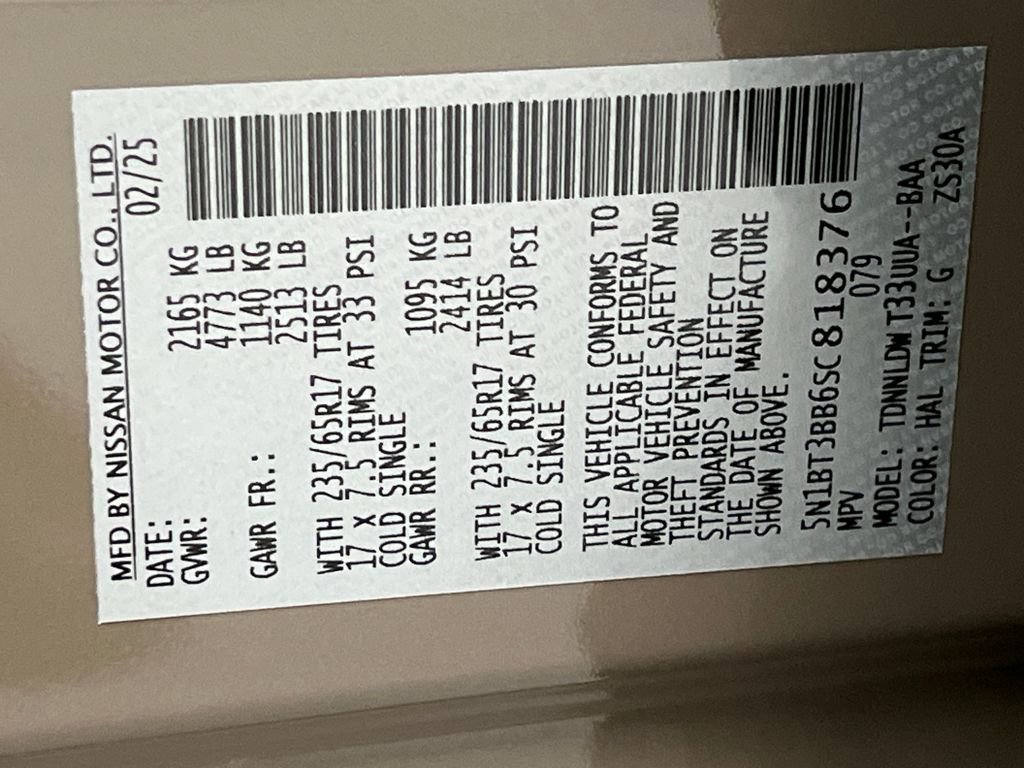 MFD BY NISSAN MOTOR CO., LTD.
DATE: 02/25
GVWR: 2165 KG
4773 LB
GAWR FR.: 1140 KG
2513 LB
WITH 235/65R17 TIRES
17 X 7.5 RIMS AT 33 PSI
COLD SINGLE
GAWR RR.: 1095 KG
2414 LB
WITH 235/65R17 TIRES
17 X 7.5 RIMS AT 30 PSI
COLD SINGLE
THIS VEHICLE CONFORMS TO
ALL APPLICABLE FEDERAL
MOTOR VEHICLE SAFETY AND
THEFT PREVENTION
STANDARDS IN EFFECT ON
THE DATE OF MANUFACTURE
SHOWN ABOVE.
5N1BT3BB6SC818376
MPV 079
MODEL: TDNNLDW T33UUA--BAA
COLOR: HAL TRIM: G ZS30A